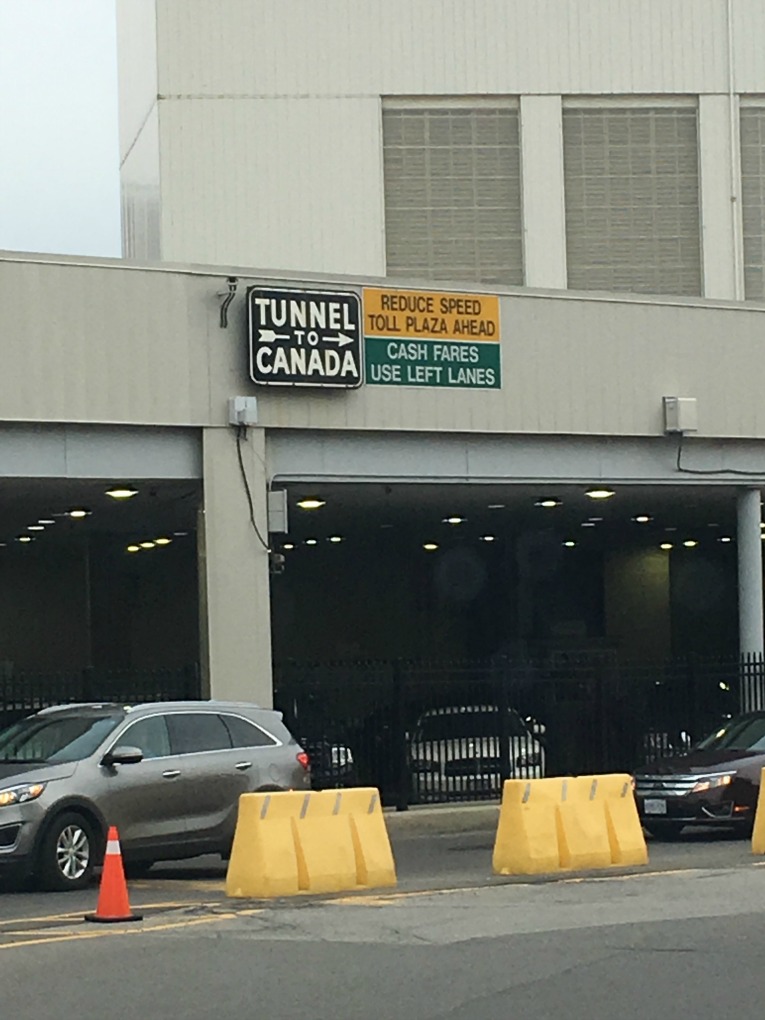 TUNNEL
TO
CANADA
REDUCE SPEED
TOLL PLAZA AHEAD
CASH FARES
USE LEFT LANES